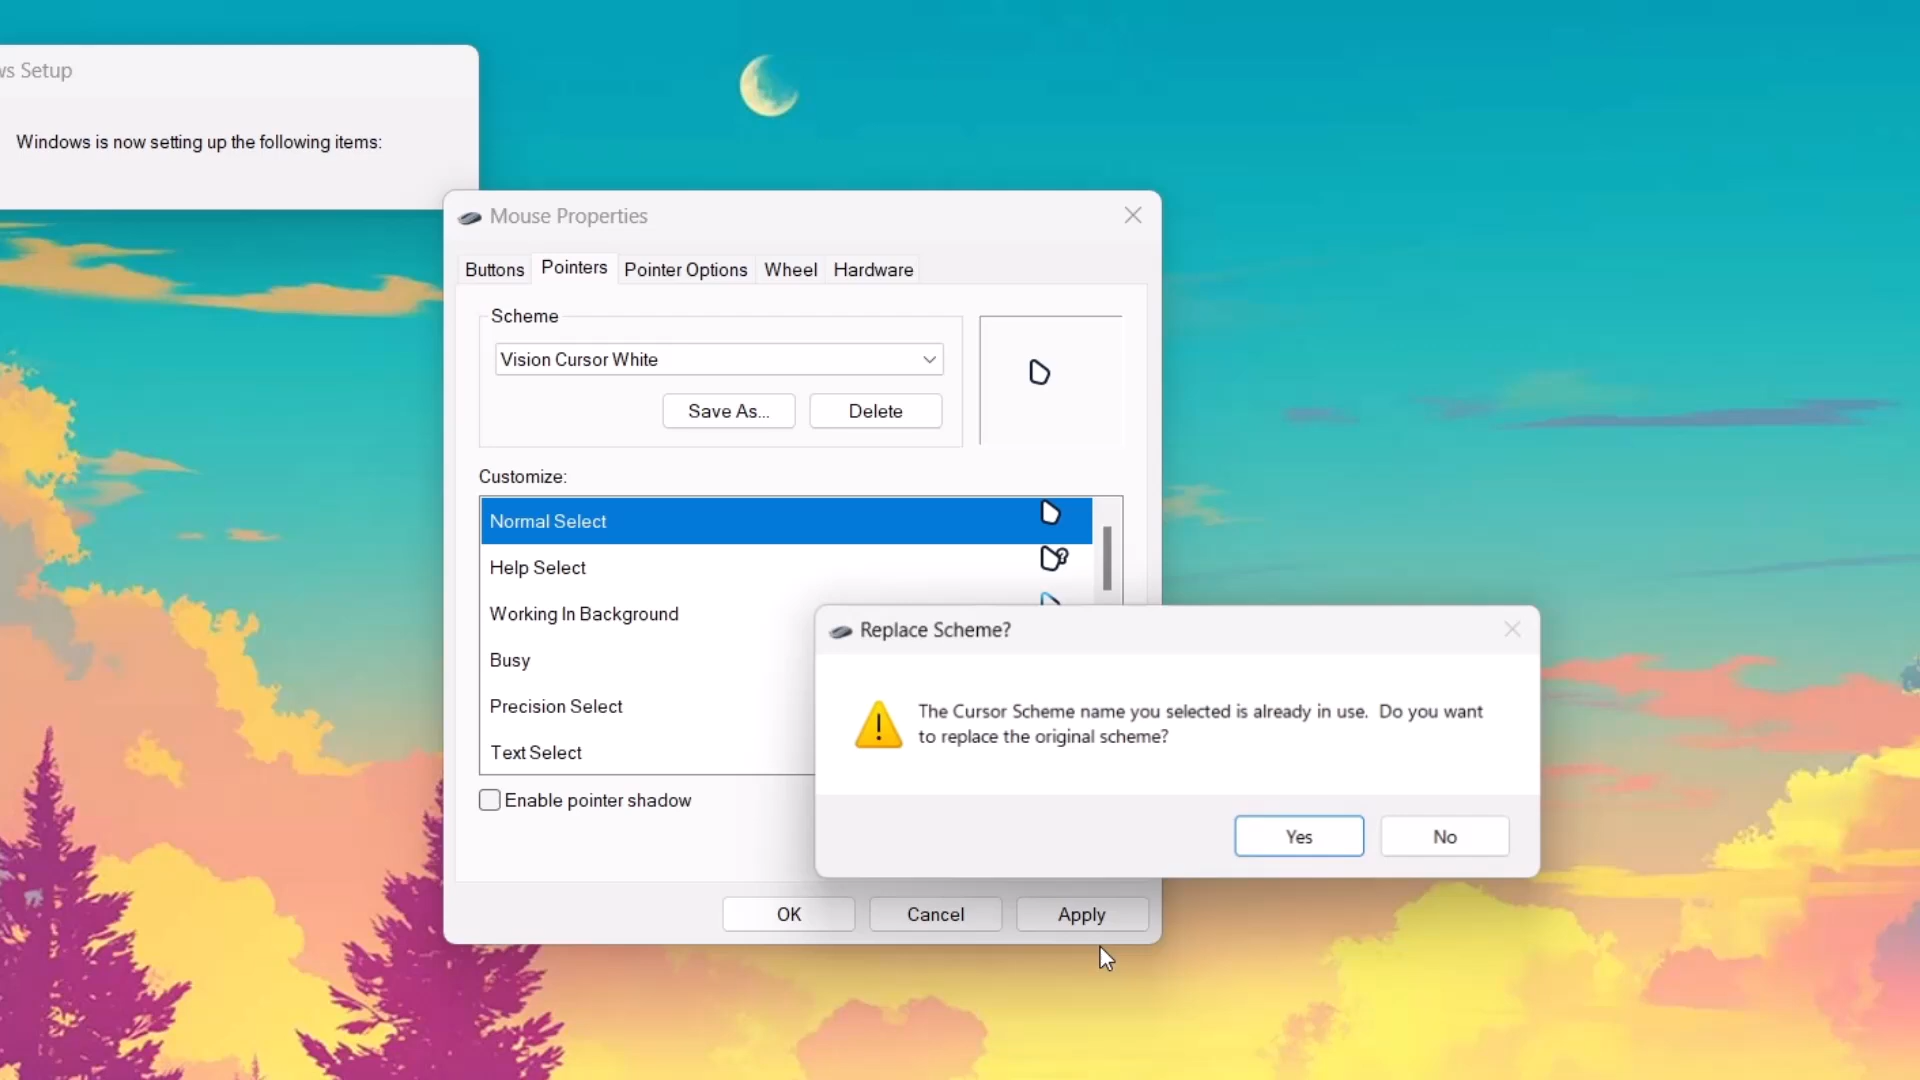 ws Setup
Windows is now setting up the following items:
Mouse Properties
Buttons
Pointers
Pointer Options
Wheel
Hardware
Scheme
Vision Cursor White
Save As...
Delete
Customize:
Normal Select
Help Select
Working In Background
Busy
Precision Select
Text Select
Enable pointer shadow
OK
Cancel
Apply
Replace Scheme?
The Cursor Scheme name you selected is already in use. Do you want
to replace the original scheme?
Yes
No